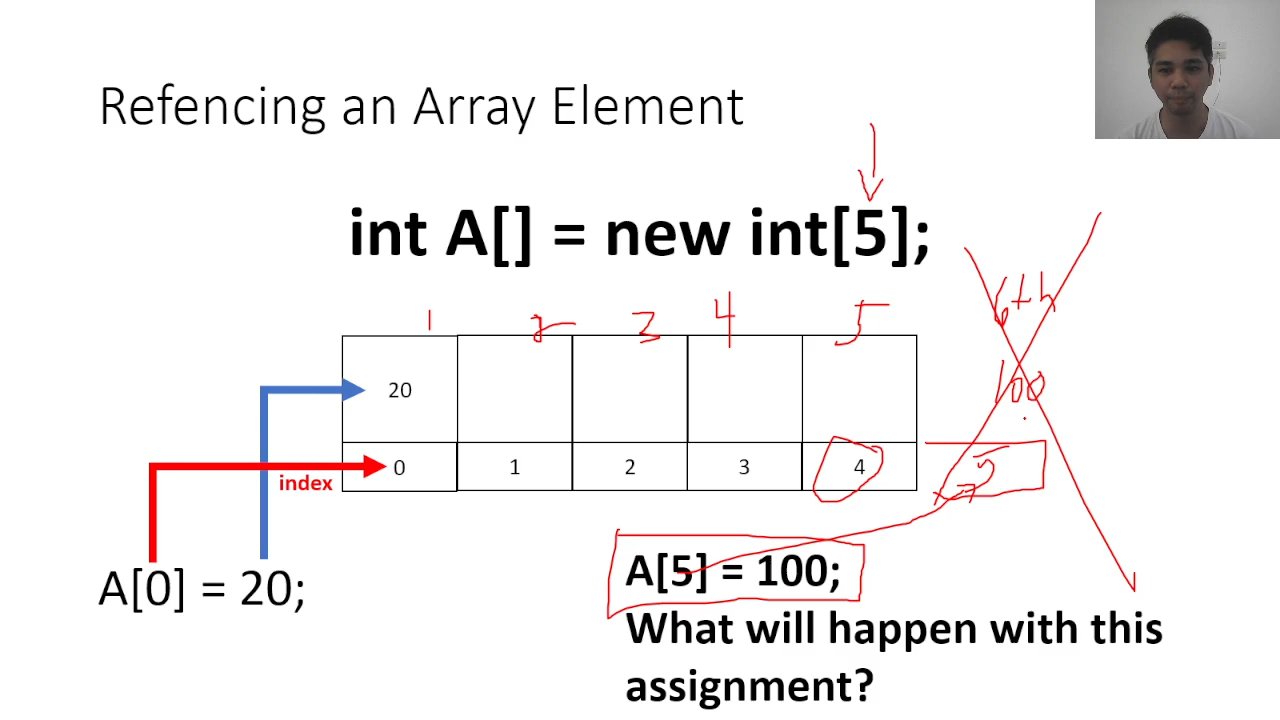 Refencing an Array Element
int A[] = new int[5];
1 2 3 4 5
6th
20
100
0 1 2 3 4 5
index
A[0] = 20;
A[5] = 100;
What will happen with this
assignment?